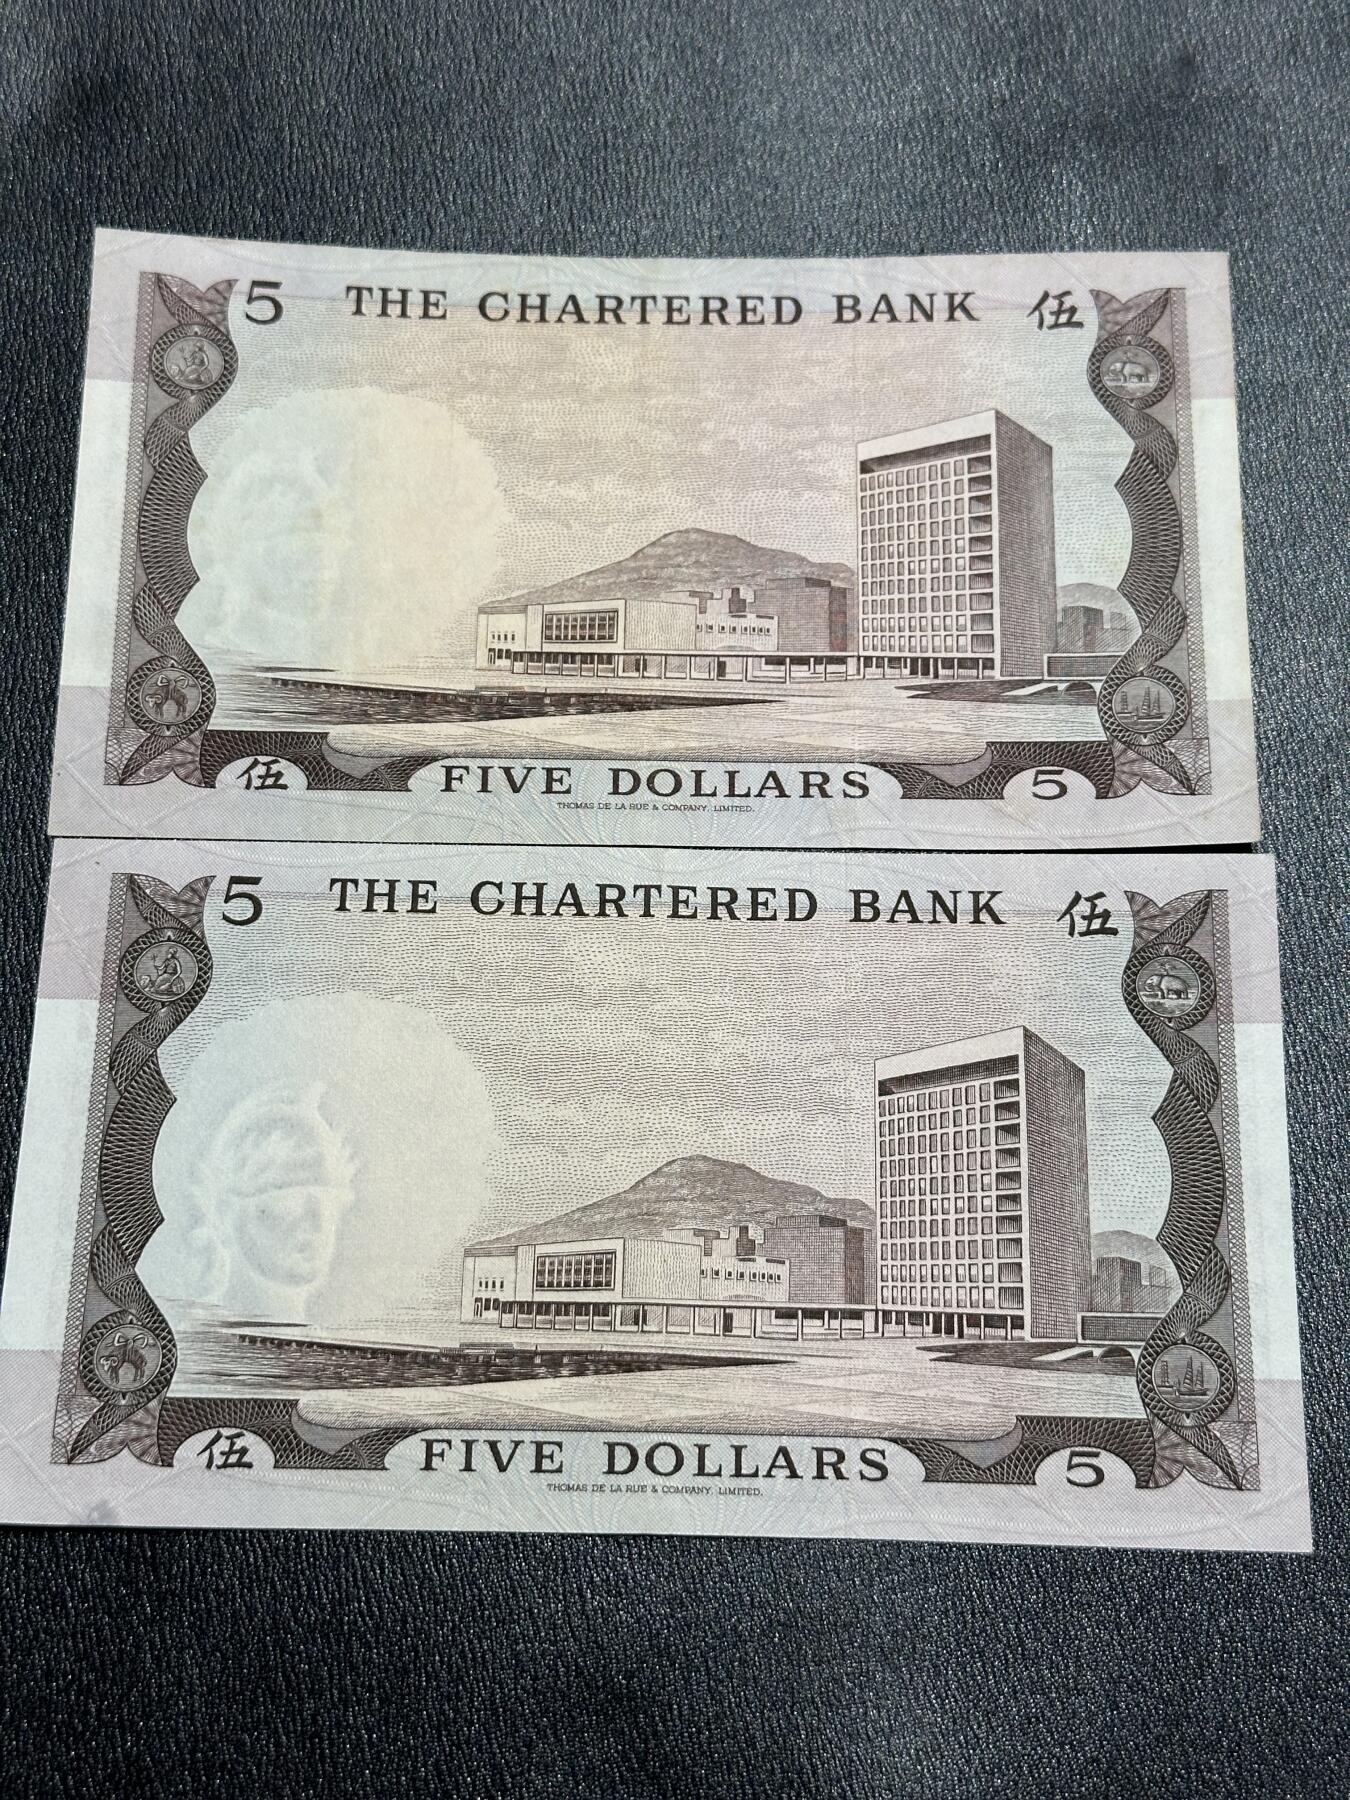 5 THE CHARTERED BANK 伍
伍 FIVE DOLLARS 5
THOMAS DE LA RUE & COMPANY, LIMITED.
5 THE CHARTERED BANK 伍
伍 FIVE DOLLARS 5
THOMAS DE LA RUE & COMPANY, LIMITED.